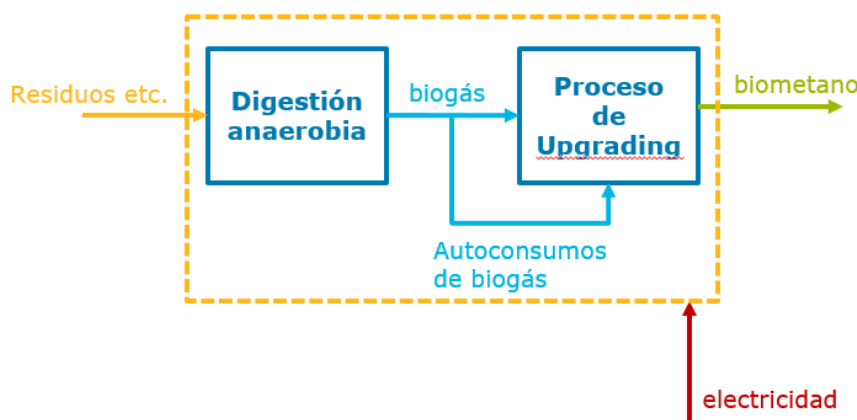 Residuos etc.
Digestión
anaerobia
biogás
Proceso
de
Upgrading
biometano
Autoconsumos
de biogás
electricidad